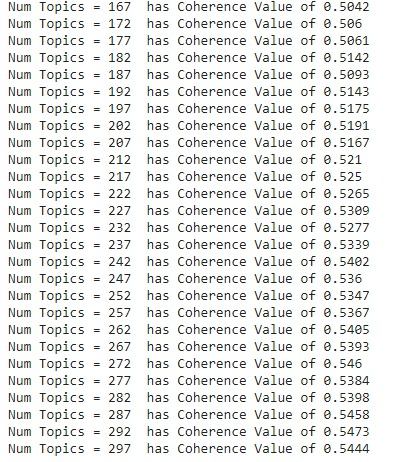 Num Topics = 167  has Coherence Value of 0.5042
Num Topics = 172  has Coherence Value of 0.506
Num Topics = 177  has Coherence Value of 0.5061
Num Topics = 182  has Coherence Value of 0.5142
Num Topics = 187  has Coherence Value of 0.5093
Num Topics = 192  has Coherence Value of 0.5143
Num Topics = 197  has Coherence Value of 0.5175
Num Topics = 202  has Coherence Value of 0.5191
Num Topics = 207  has Coherence Value of 0.5167
Num Topics = 212  has Coherence Value of 0.521
Num Topics = 217  has Coherence Value of 0.525
Num Topics = 222  has Coherence Value of 0.5265
Num Topics = 227  has Coherence Value of 0.5309
Num Topics = 232  has Coherence Value of 0.5277
Num Topics = 237  has Coherence Value of 0.5339
Num Topics = 242  has Coherence Value of 0.5402
Num Topics = 247  has Coherence Value of 0.536
Num Topics = 252  has Coherence Value of 0.5347
Num Topics = 257  has Coherence Value of 0.5367
Num Topics = 262  has Coherence Value of 0.5405
Num Topics = 267  has Coherence Value of 0.5393
Num Topics = 272  has Coherence Value of 0.546
Num Topics = 277  has Coherence Value of 0.5384
Num Topics = 282  has Coherence Value of 0.5398
Num Topics = 287  has Coherence Value of 0.5458
Num Topics = 292  has Coherence Value of 0.5473
Num Topics = 297  has Coherence Value of 0.5444